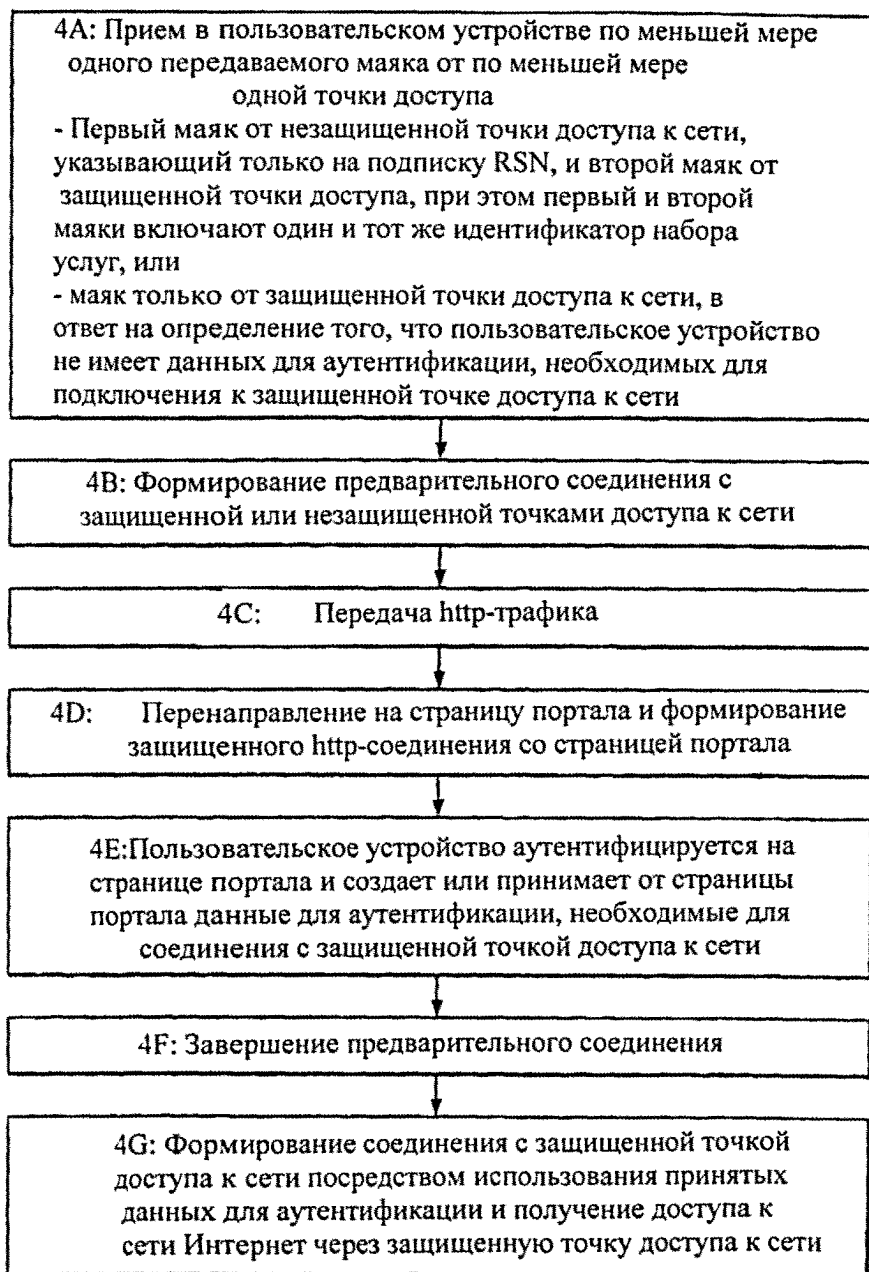 4A: Прием в пользовательском устройстве по меньшей мере
одного передаваемого маяка от по меньшей мере
одной точки доступа
- Первый маяк от незащищенной точки доступа к сети,
указывающий только на подписку RSN, и второй маяк от
защищенной точки доступа, при этом первый и второй
маяки включают один и тот же идентификатор набора
услуг, или
- маяк только от защищенной точки доступа к сети, в
ответ на определение того, что пользовательское устройство
не имеет данных для аутентификации, необходимых для
подключения к защищенной точке доступа к сети
4B: Формирование предварительного соединения с
защищенной или незащищенной точками доступа к сети
4C: Передача http-трафика
4D: Перенаправление на страницу портала и формирование
защищенного http-соединения со страницей портала
4E:Пользовательское устройство аутентифицируется на
странице портала и создает или принимает от страницы
портала данные для аутентификации, необходимые для
соединения с защищенной точкой доступа к сети
4F: Завершение предварительного соединения
4G: Формирование соединения с защищенной точкой
доступа к сети посредством использования принятых
данных для аутентификации и получение доступа к
сети Интернет через защищенную точку доступа к сети